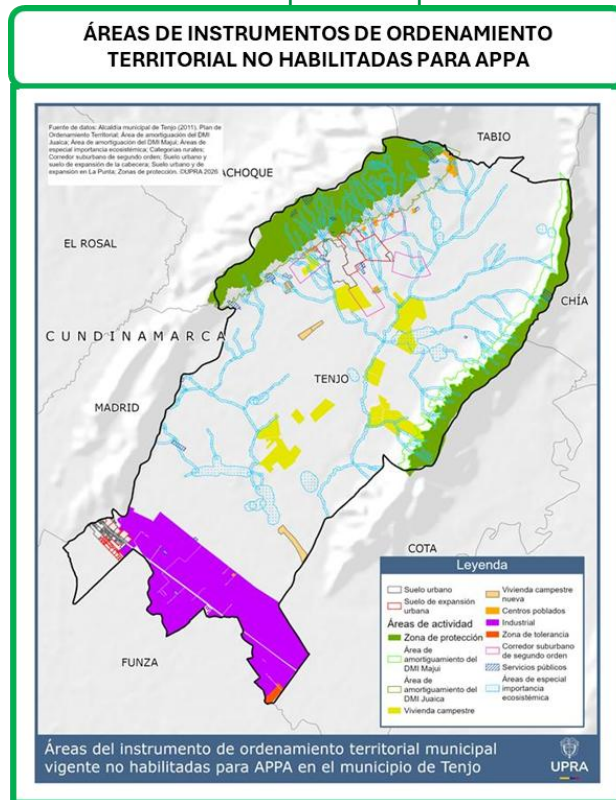 ÁREAS DE INSTRUMENTOS DE ORDENAMIENTO
TERRITORIAL NO HABILITADAS PARA APPA
Fuente de datos: Alcaldía municipal de Tenjo (2011). Plan de
Ordenamiento Territorial. Área de amortiguación del DMI
Juaica; Área de amortiguación del DMI Majui; Áreas de
especial importancia ecosistémica; Categorías rurales;
Corredor suburbano de segundo orden; Suelo urbano y
suelo de expansión de la cabecera; Suelo urbano y de
expansión en La Punta; Zonas de protección. ©UPRA 2026
TABIO
ACHOQUE
EL ROSAL
CHÍA
CUNDINAMARCA
TENJO
MADRID
COTA
FUNZA
Leyenda
Suelo urbano
Suelo de expansión
urbana
Áreas de actividad
Zona de protección
Área de
amortiguamiento del
DMI Majui
Área de
amortiguamiento del
DMI Juaica
Vivienda campestre
Vivienda campestre
nueva
Centros poblados
Industrial
Zona de tolerancia
Corredor suburbano
de segundo orden
Servicios públicos
Áreas de especial
importancia
ecosistémica
Áreas del instrumento de ordenamiento territorial municipal
vigente no habilitadas para APPA en el municipio de Tenjo
UPRA